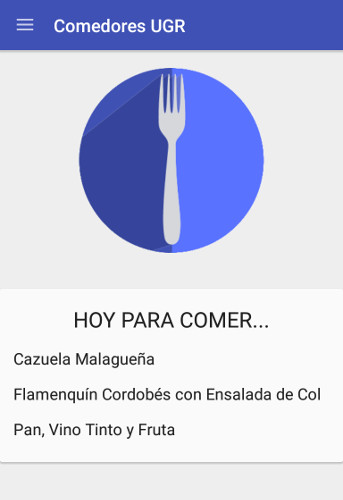 Comedores UGR
HOY PARA COMER...
Cazuela Malagueña
Flamenquín Cordobés con Ensalada de Col
Pan, Vino Tinto y Fruta